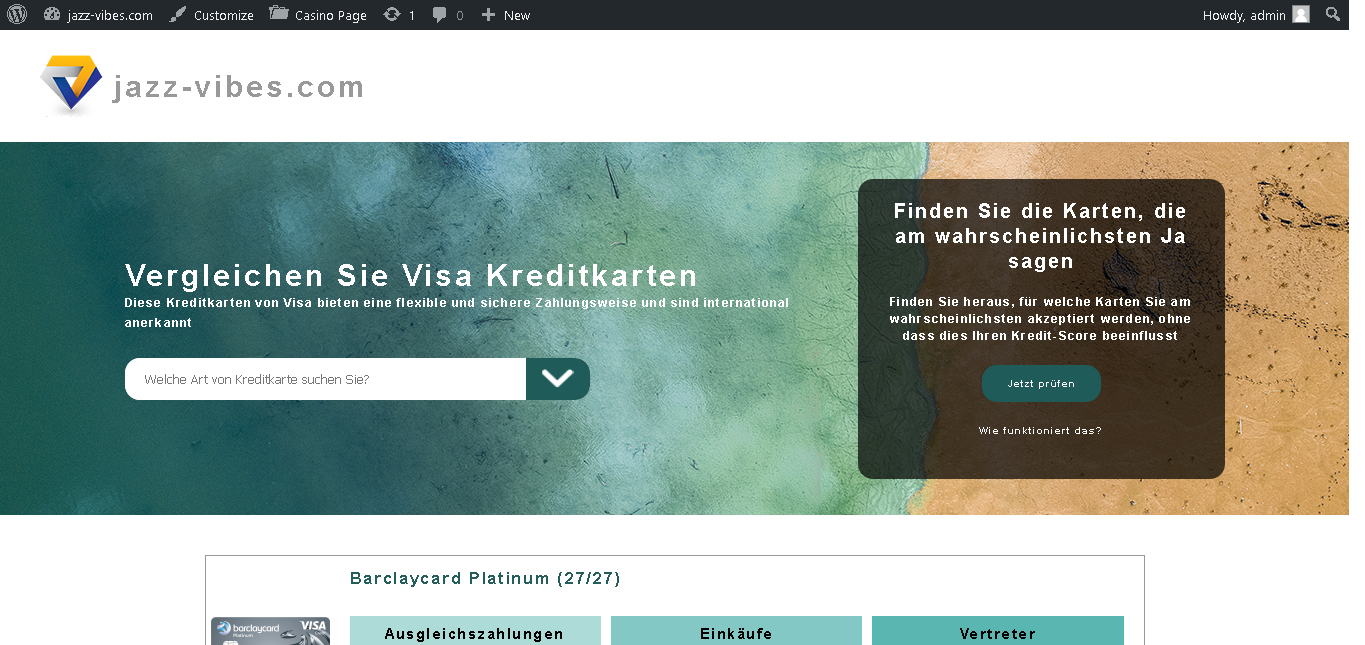 jazz-vibes.com Customize Casino Page 1 0 New Howdy, admin
jazz-vibes.com
Finden Sie die Karten, die
am wahrscheinlichsten Ja
sagen
Finden Sie heraus, für welche Karten Sie am
wahrscheinlichsten akzeptiert werden, ohne
dass dies Ihren Kredit-Score beeinflusst
Jetzt prüfen
Wie funktioniert das?
Vergleichen Sie Visa Kreditkarten
Diese Kreditkarten von Visa bieten eine flexible und sichere Zahlungsweise und sind international
anerkannt
Welche Art von Kreditkarte suchen Sie?
Barclaycard Platinum (27/27)
barclaycard VISA
Platinum
Ausgleichszahlungen Einkäufe Vertreter